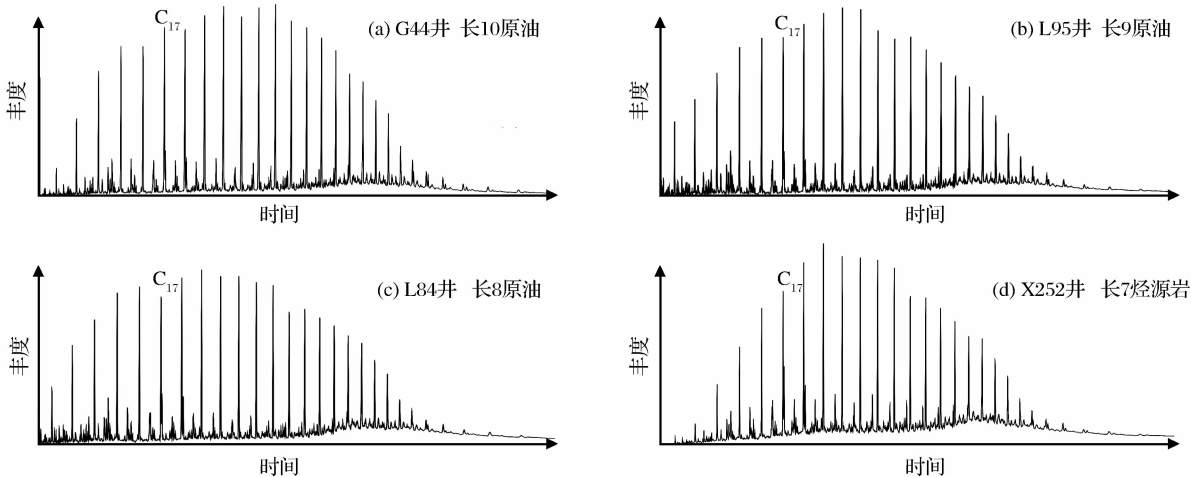 C17
(a) G44井 长10原油
丰度
时间
C17
(b) L95井 长9原油
丰度
时间
C17
(c) L84井 长8原油
丰度
时间
C17
(d) X252井 长7烃源岩
丰度
时间